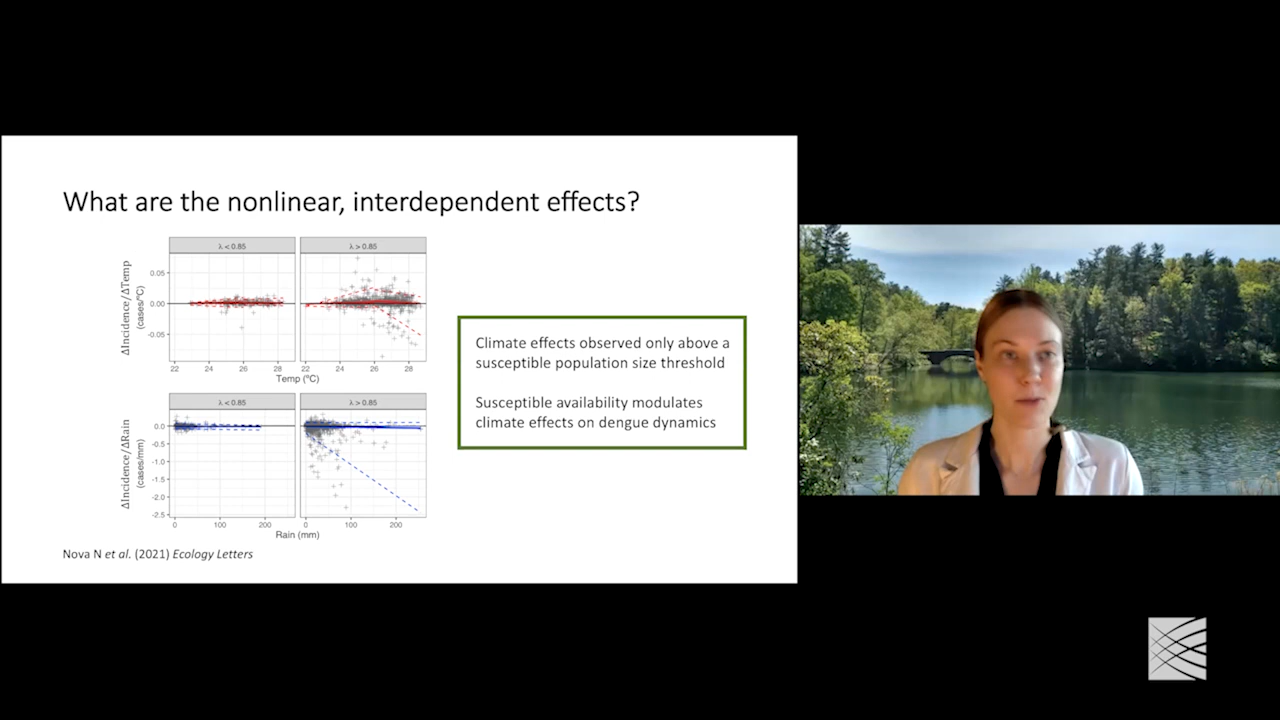 What are the nonlinear, interdependent effects?
λ < 0.85
λ > 0.85
ΔIncidence/ΔTemp
(cases/ºC)
0.05
0.00
-0.05
22 24 26 28
22 24 26 28
Temp (ºC)
λ < 0.85
λ > 0.85
ΔIncidence/ΔRain
(cases/mm)
0.0
-0.5
-1.0
-1.5
-2.0
-2.5
0 100 200
0 100 200
Rain (mm)
Climate effects observed only above a
susceptible population size threshold
Susceptible availability modulates
climate effects on dengue dynamics
Nova N et al. (2021) Ecology Letters